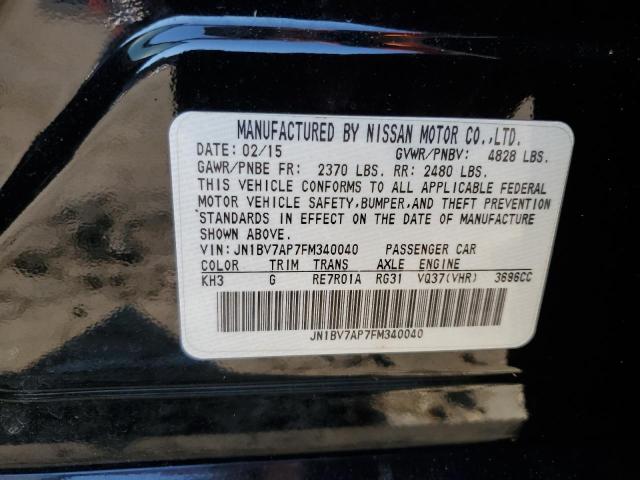 MANUFACTURED BY NISSAN MOTOR CO.,LTD.
DATE: 02/15 GVWR/PNBV: 4828 LBS.
GAWR/PNBE FR: 2370 LBS. RR: 2480 LBS.
THIS VEHICLE CONFORMS TO ALL APPLICABLE FEDERAL
MOTOR VEHICLE SAFETY,BUMPER,AND THEFT PREVENTION
STANDARDS IN EFFECT ON THE DATE OF MANUFACTURE
SHOWN ABOVE.
VIN:JN1BV7AP7FM340040 PASSENGER CAR
COLOR TRIM TRANS AXLE ENGINE
KH3 G RE7R01A RG31 VQ37(VHR) 3696CC
JN1BV7AP7FM340040